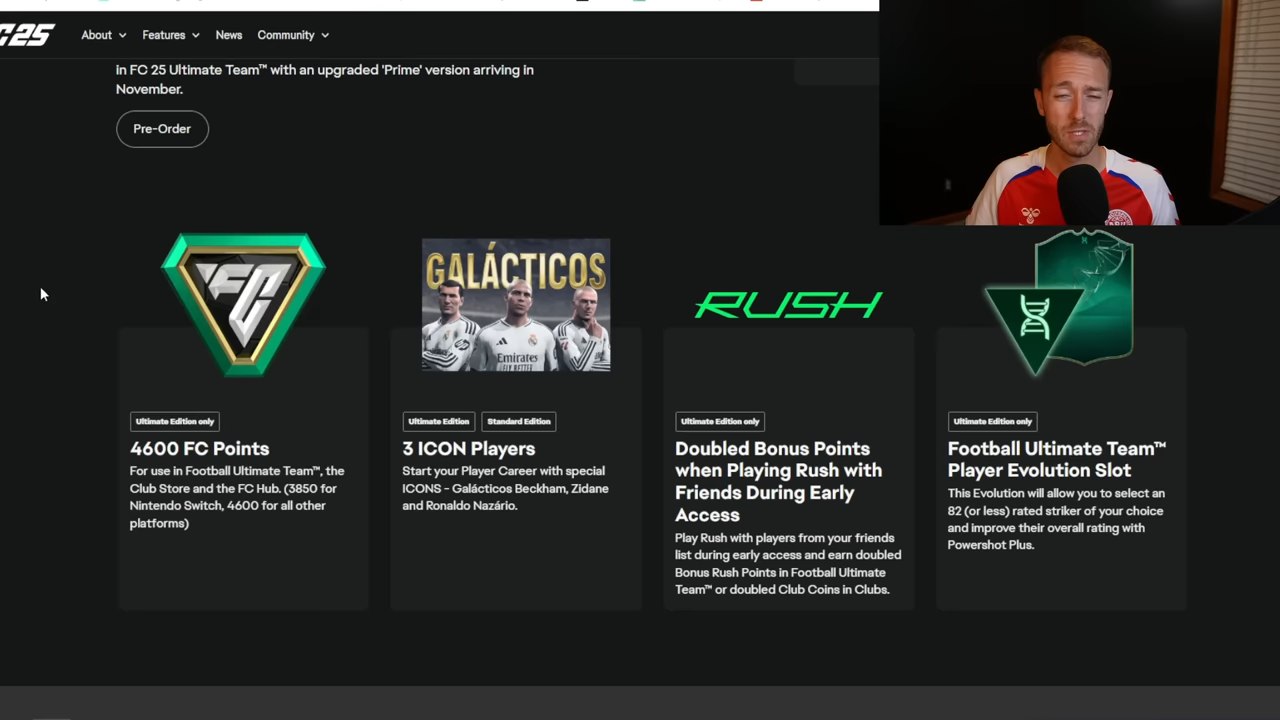 C25
About
Features
News
Community
in FC 25 Ultimate Team™ with an upgraded 'Prime' version arriving in
November.
Pre-Order
FC
GALÁCTICOS
Emirates
FLY BETTER
RUSH
Ultimate Edition only
4600 FC Points
For use in Football Ultimate Team™, the
Club Store and the FC Hub. (3850 for
Nintendo Switch, 4600 for all other
platforms)
Ultimate Edition
Standard Edition
3 ICON Players
Start your Player Career with special
ICONS - Galácticos Beckham, Zidane
and Ronaldo Nazário.
Ultimate Edition only
Doubled Bonus Points
when Playing Rush with
Friends During Early
Access
Play Rush with players from your friends
list during early access and earn doubled
Bonus Rush Points in Football Ultimate
Team™ or doubled Club Coins in Clubs.
Ultimate Edition only
Football Ultimate Team™
Player Evolution Slot
This Evolution will allow you to select an
82 (or less) rated striker of your choice
and improve their overall rating with
Powershot Plus.